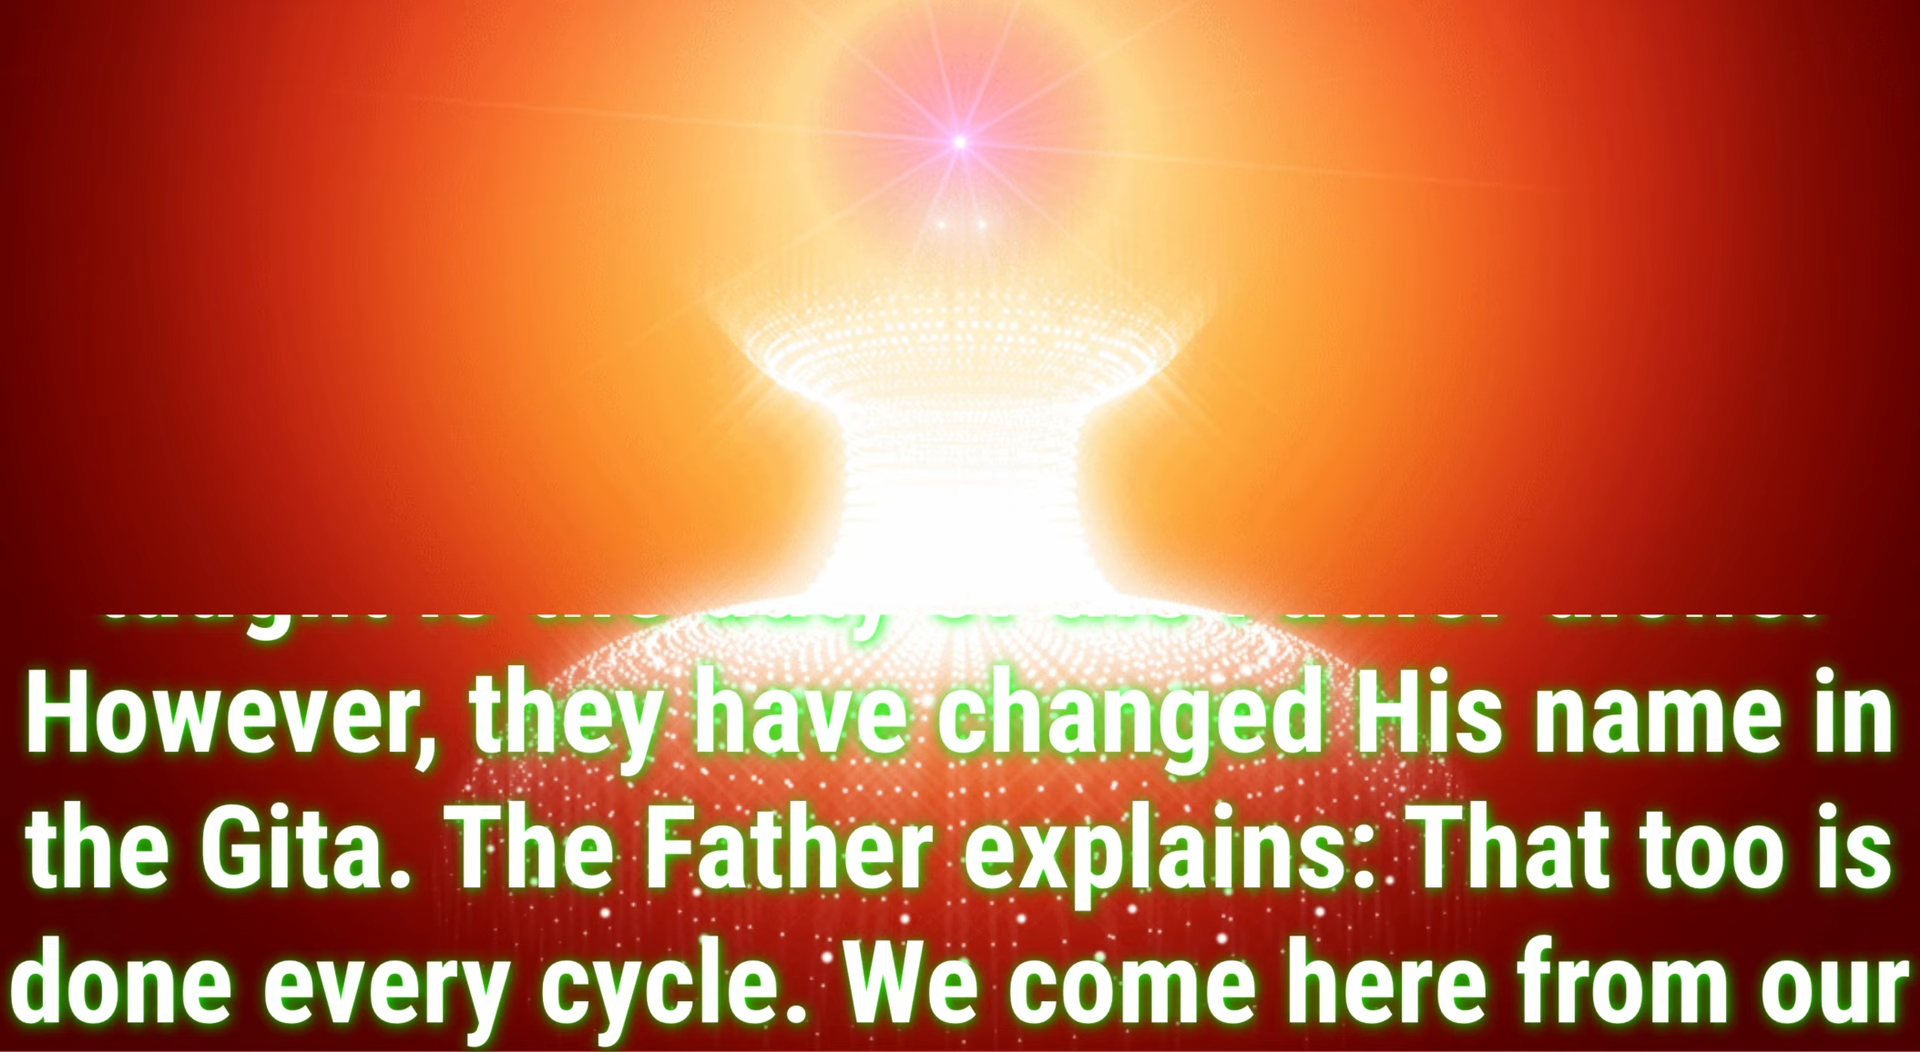 However, they have changed His name in
the Gita. The Father explains: That too is
done every cycle. We come here from our